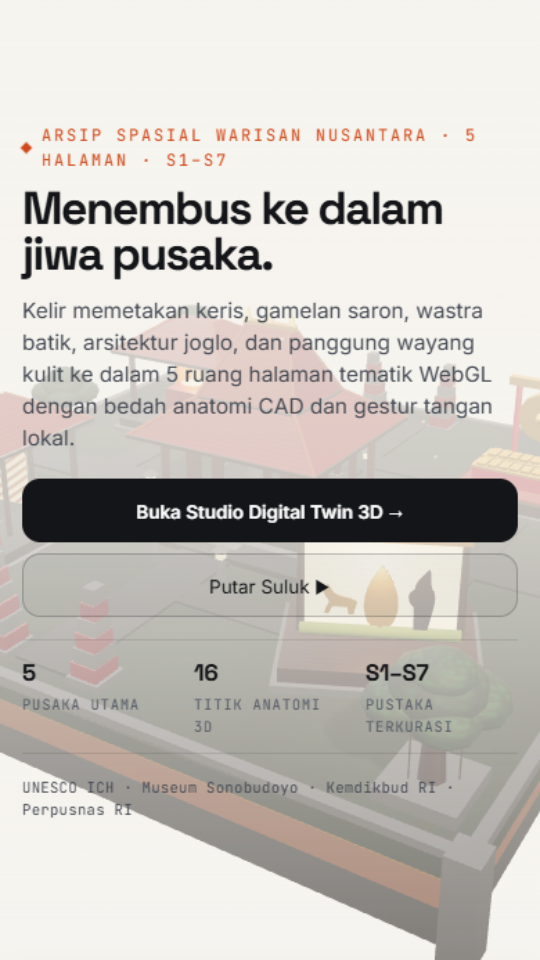 ARSIP SPASIAL WARISAN NUSANTARA · 5
HALAMAN · S1–S7
Menembus ke dalam
jiwa pusaka.
Kelir memetakan keris, gamelan saron, wastra
batik, arsitektur joglo, dan panggung wayang
kulit ke dalam 5 ruang halaman tematik WebGL
dengan bedah anatomi CAD dan gestur tangan
lokal.
Buka Studio Digital Twin 3D →
Putar Suluk ▶
5
PUSAKA UTAMA
16
TITIK ANATOMI
3D
S1–S7
PUSTAKA
TERKURASI
UNESCO ICH · Museum Sonobudoyo · Kemdikbud RI ·
Perpusnas RI